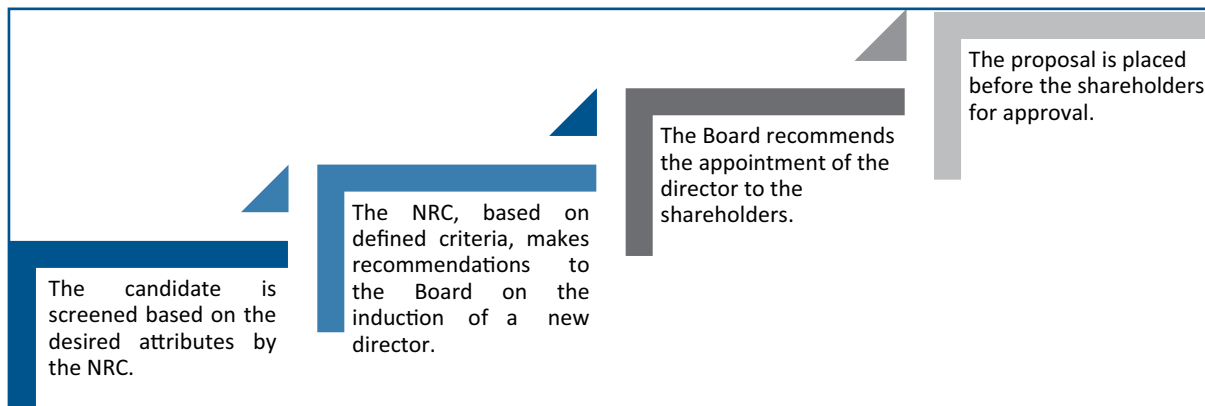 The candidate is
screened based on the
desired attributes by
the NRC.
The NRC, based on
defined criteria, makes
recommendations to
the Board on the
induction of a new
director.
The Board recommends
the appointment of the
director to the
shareholders.
The proposal is placed
before the shareholders
for approval.